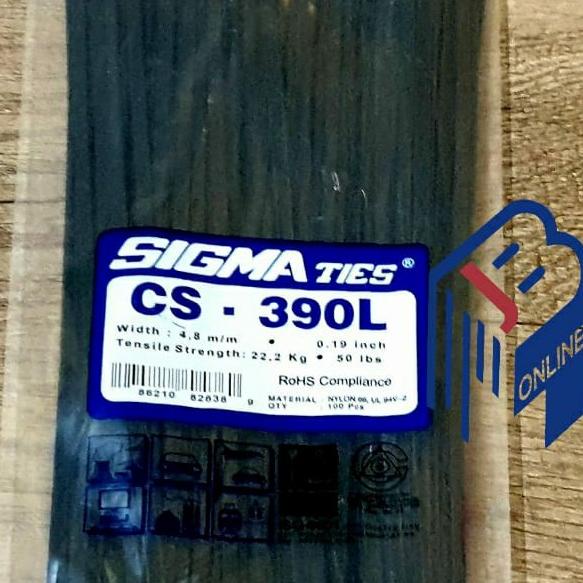 SIGMA TIES ®
CS - 390L
Width : 4.8 m/m • 0.19 inch
Tensile Strength: 22.2 Kg • 50 lbs
RoHS Compliance
86210 82838 9
MATERIAL : NYLON 66, UL 94V-2
QTY : 100 Pcs
JB
ONLINE